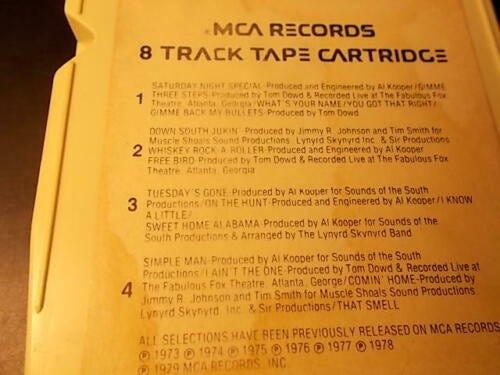 MCA RECORDS
8 TRACK TAPE CARTRIDGE
1
SATURDAY NIGHT SPECIAL-Produced and Engineered by Al Kooper/GIMME
THREE STEPS-Produced by Tom Dowd & Recorded Live at The Fabulous Fox
Theatre, Atlanta, Georgia/WHAT'S YOUR NAME/YOU GOT THAT RIGHT/
GIMME BACK MY BULLETS-Produced by Tom Dowd
2
DOWN SOUTH JUKIN'-Produced by Jimmy R. Johnson and Tim Smith for
Muscle Shoals Sound Productions. Lynyrd Skynyrd Inc. & Sir Productions/
WHISKEY ROCK-A-ROLLER-Produced and Engineered by Al Kooper
FREE BIRD-Produced by Tom Dowd & Recorded Live at The Fabulous Fox
Theatre, Atlanta, Georgia
3
TUESDAY'S GONE-Produced by Al Kooper for Sounds of the South
Productions/ON THE HUNT-Produced and Engineered by Al Kooper/I KNOW
A LITTLE/
SWEET HOME ALABAMA-Produced by Al Kooper for Sounds of the
South Productions & Arranged by The Lynyrd Skynyrd Band
4
SIMPLE MAN-Produced by Al Kooper for Sounds of the South
Productions/I AIN'T THE ONE-Produced by Tom Dowd & Recorded Live at
The Fabulous Fox Theatre, Atlanta, George/COMIN' HOME-Produced by
Jimmy R. Johnson and Tim Smith for Muscle Shoals Sound Productions
Lynyrd Skynyrd, Inc. & Sir Productions/THAT SMELL
ALL SELECTIONS HAVE BEEN PREVIOUSLY RELEASED ON MCA RECORDS
℗ 1973 ℗ 1974 ℗ 1975 ℗ 1976 ℗ 1977 ℗ 1978
℗ 1979 MCA RECORDS, INC.